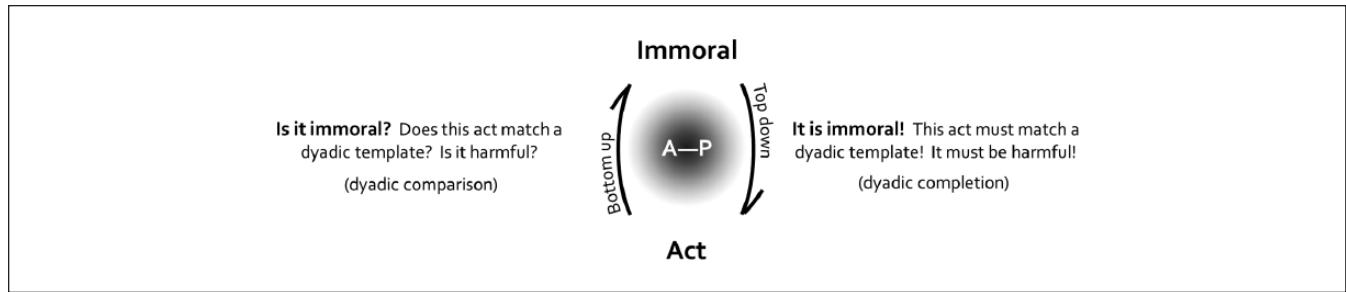 Immoral
Is it immoral? Does this act match a
dyadic template? Is it harmful?
(dyadic comparison)
Bottom up
A—P
Top down
It is immoral! This act must match a
dyadic template! It must be harmful!
(dyadic completion)
Act